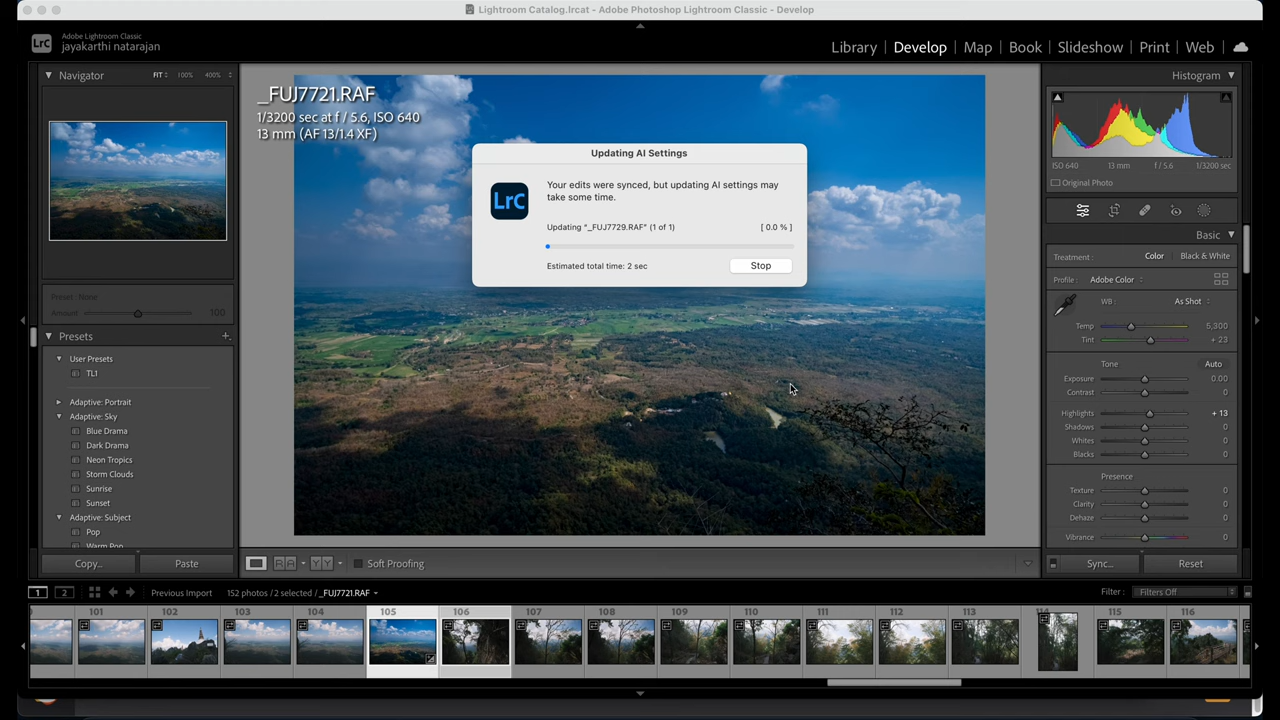 Lightroom Catalog.lrcat - Adobe Photoshop Lightroom Classic - Develop
LrC
Adobe Lightroom Classic
jayakarthi natarajan
Library | Develop | Map | Book | Slideshow | Print | Web
Navigator FIT 100% 400%
Preset: None
Amount 100
Presets
User Presets
TL1
Adaptive: Portrait
Adaptive: Sky
Blue Drama
Dark Drama
Neon Tropics
Storm Clouds
Sunrise
Sunset
Adaptive: Subject
Pop
Warm Pop
Copy... Paste
_FUJ7721.RAF
1/3200 sec at f / 5.6, ISO 640
13 mm (AF 13/1.4 XF)
Updating AI Settings
LrC
Your edits were synced, but updating AI settings may
take some time.
Updating "_FUJ7729.RAF" (1 of 1) [ 0.0 % ]
Estimated total time: 2 sec Stop
Soft Proofing
Histogram
ISO 640 13 mm f / 5.6 1/3200 sec
Original Photo
Basic
Treatment: Color Black & White
Profile: Adobe Color
WB: As Shot
Temp 5,300
Tint + 23
Tone Auto
Exposure 0.00
Contrast 0
Highlights + 13
Shadows 0
Whites 0
Blacks 0
Presence
Texture 0
Clarity 0
Dehaze 0
Vibrance 0
Sync... Reset
1 2 Previous Import 152 photos / 2 selected / _FUJ7721.RAF Filter : Filters Off
101 102 103 104 105 106 107 108 109 110 111 112 113 114 115 116